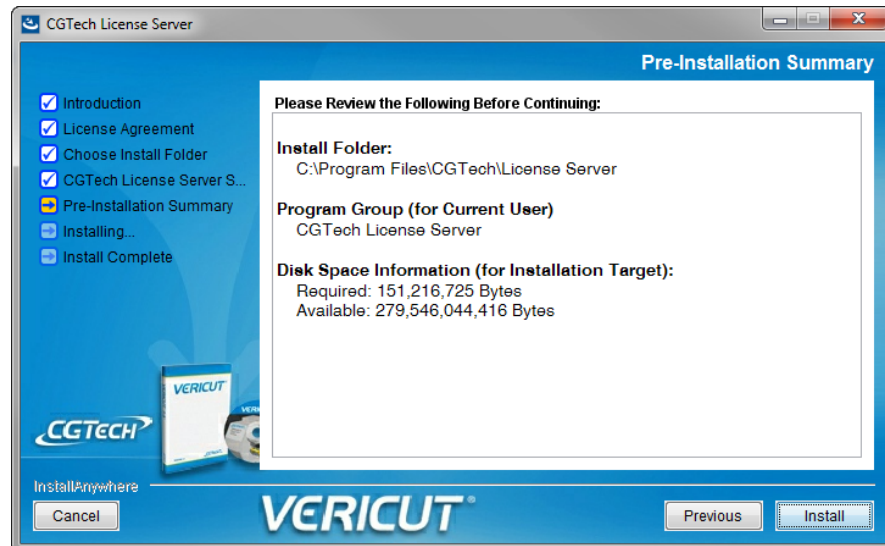 CGTech License Server
Pre-Installation Summary
Introduction
License Agreement
Choose Install Folder
CGTech License Server S...
Pre-Installation Summary
Installing...
Install Complete
Please Review the Following Before Continuing:
Install Folder:
C:\Program Files\CGTech\License Server
Program Group (for Current User)
CGTech License Server
Disk Space Information (for Installation Target):
Required: 151,216,725 Bytes
Available: 279,546,044,416 Bytes
VERICUT
CGTECH
InstallAnywhere
Cancel
VERICUT®
Previous
Install